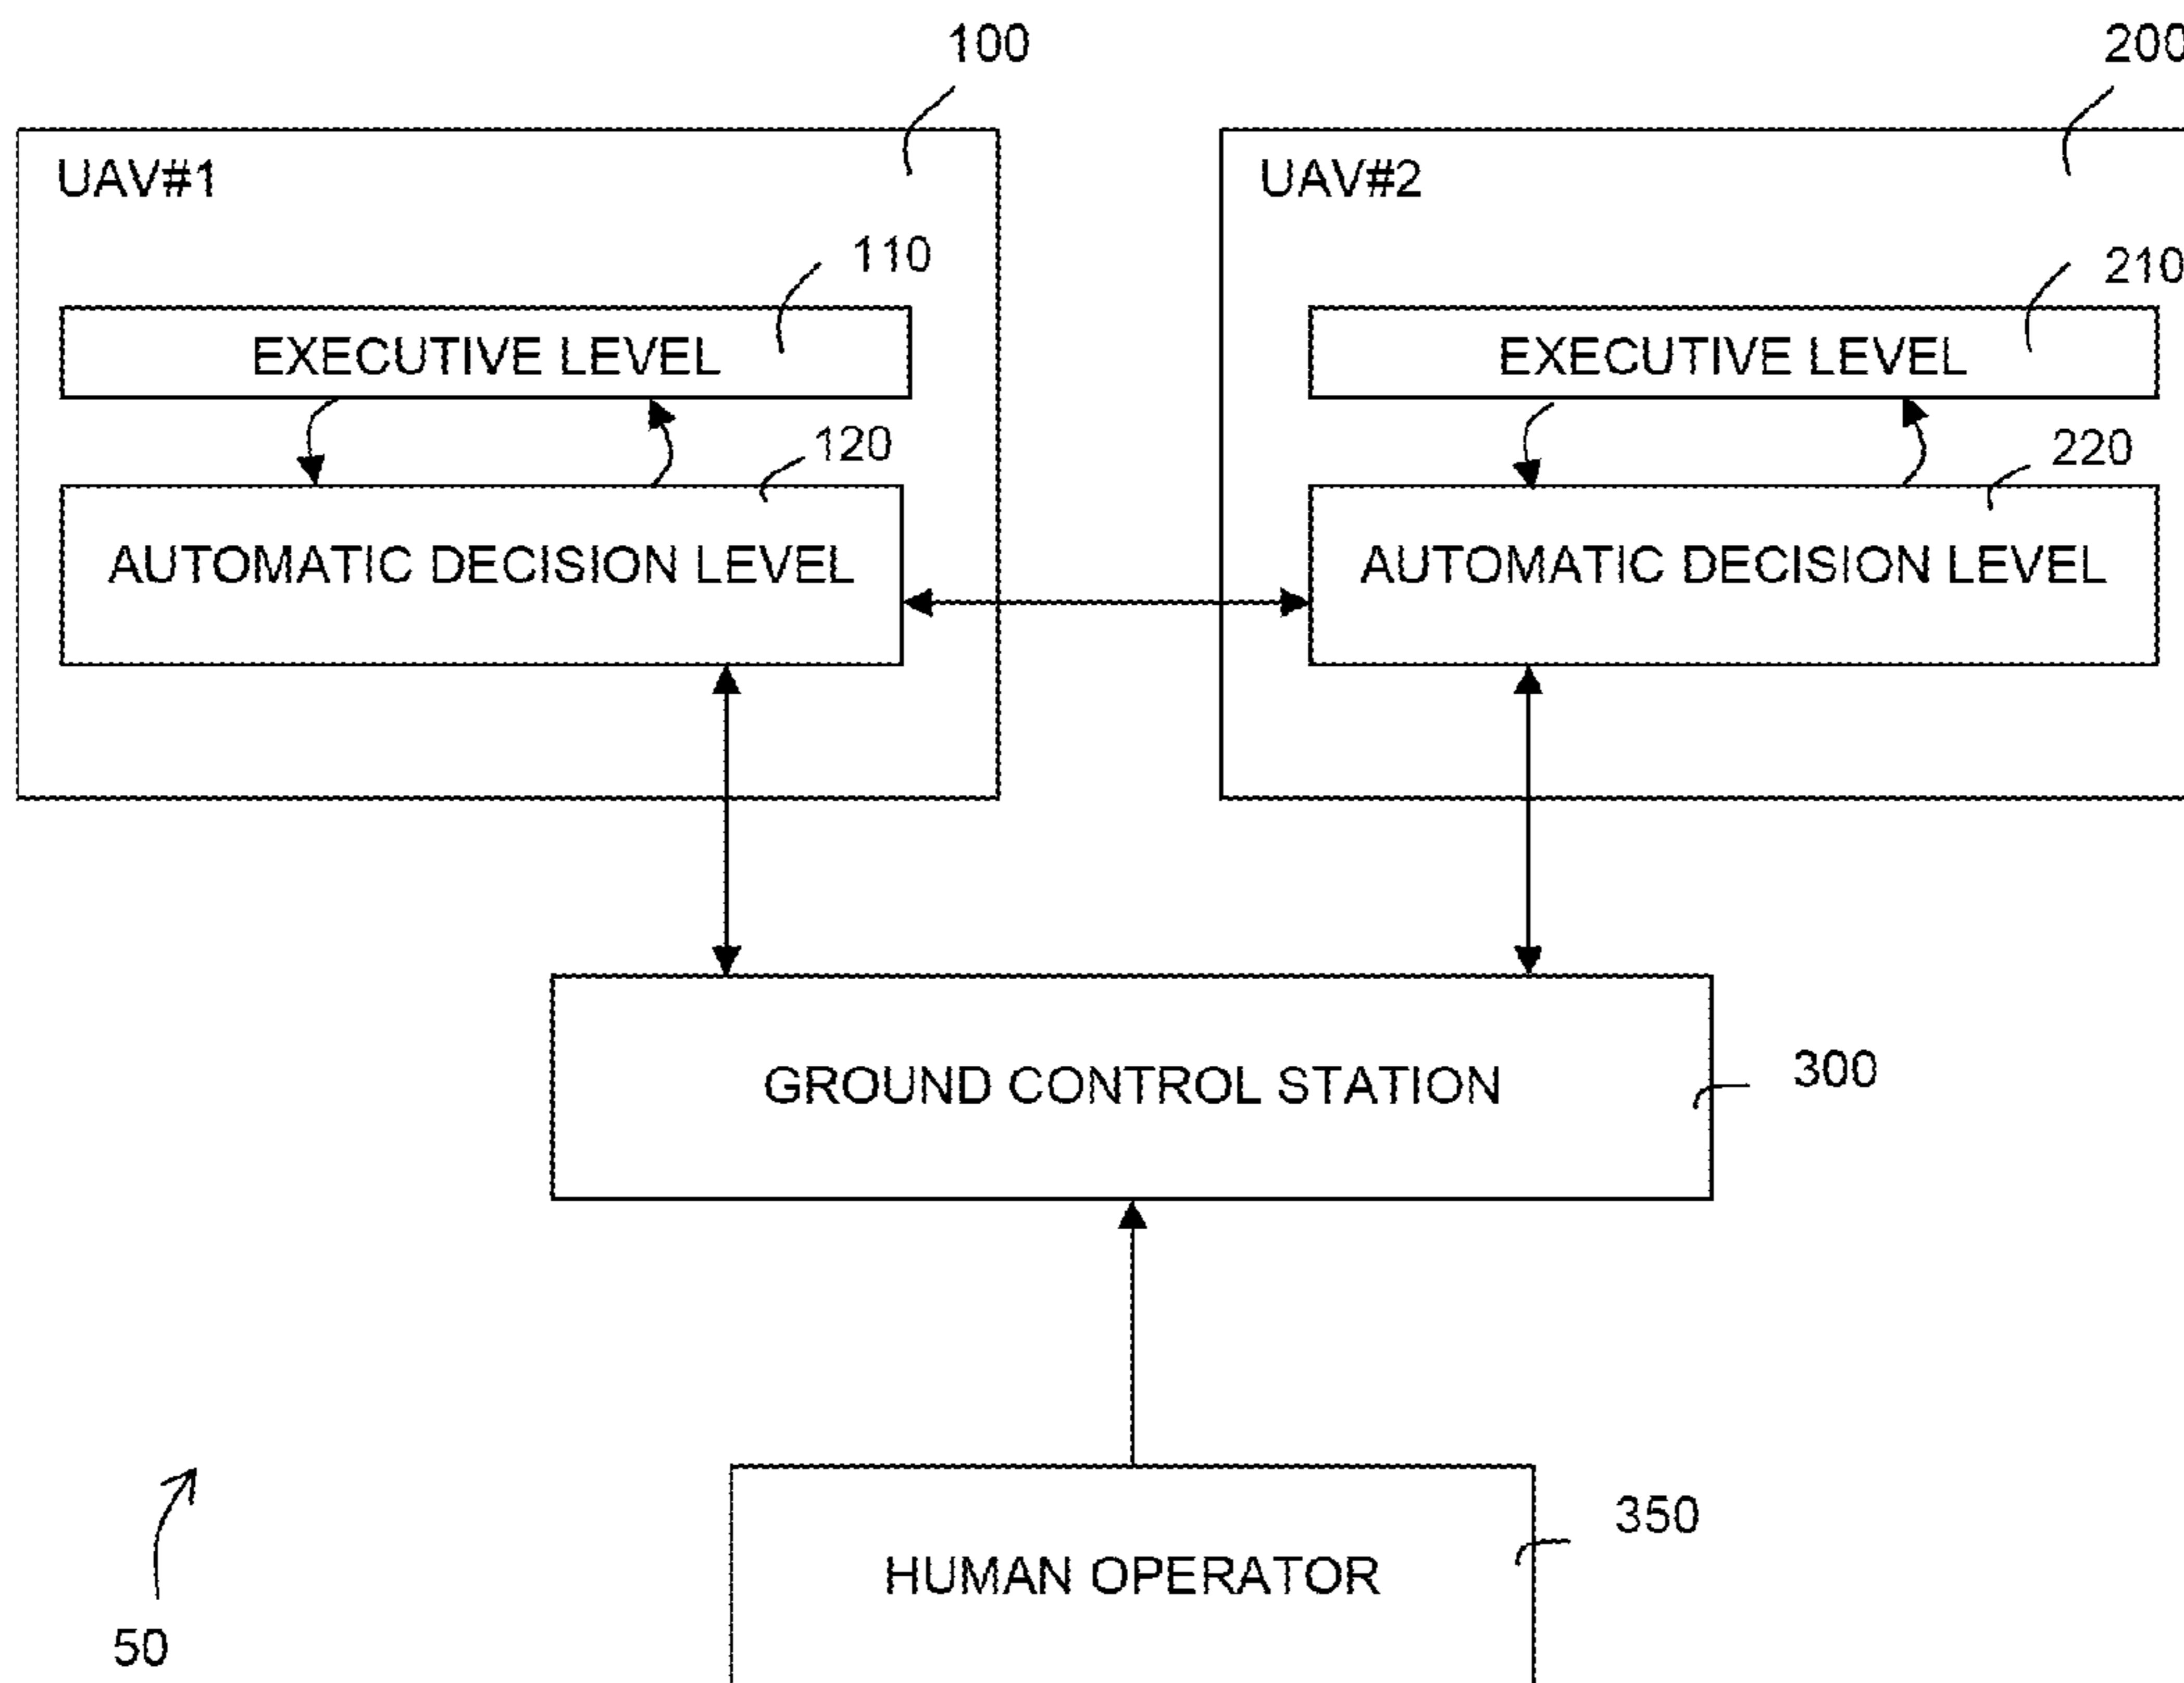 100
200
UAV#1
UAV#2
110
210
EXECUTIVE LEVEL
EXECUTIVE LEVEL
120
220
AUTOMATIC DECISION LEVEL
AUTOMATIC DECISION LEVEL
GROUND CONTROL STATION
300
350
HUMAN OPERATOR
50